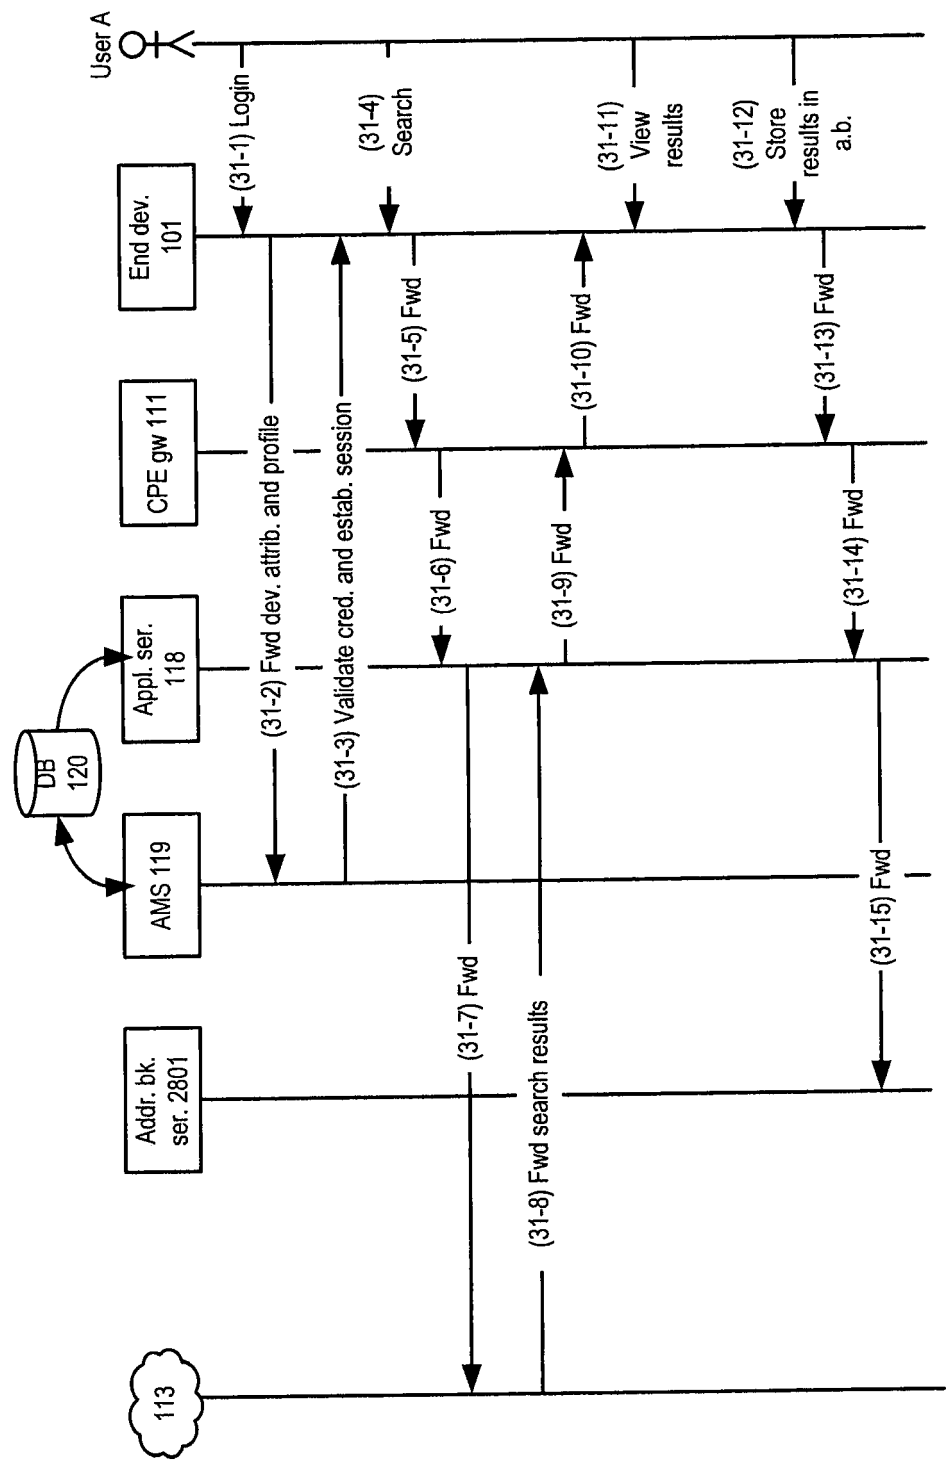 User A
End dev.
101
CPE gw 111
Appl. ser.
118
DB
120
AMS 119
Addr. bk.
ser. 2801
113
(31-1) Login
(31-2) Fwd dev. attrib. and profile
(31-3) Validate cred. and estab. session
(31-4)
Search
(31-5) Fwd
(31-6) Fwd
(31-7) Fwd
(31-8) Fwd search results
(31-9) Fwd
(31-10) Fwd
(31-11)
View
results
(31-12)
Store
results in
a.b.
(31-13) Fwd
(31-14) Fwd
(31-15) Fwd